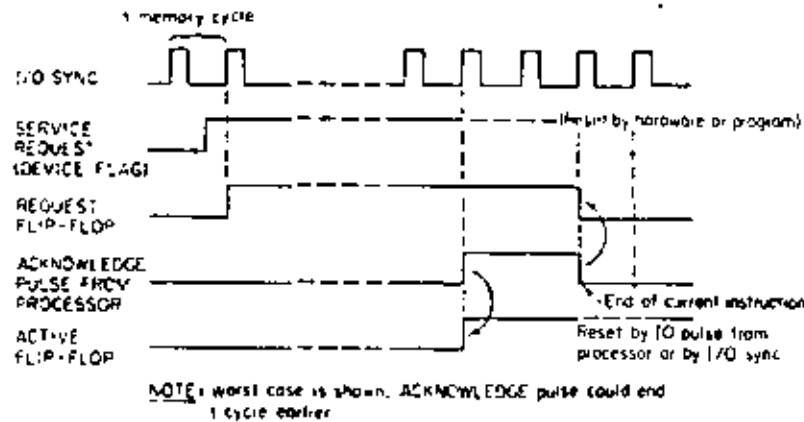 1 memory cycle
I/O SYNC
SERVICE
REQUEST
(DEVICE FLAG)
(Reset by hardware or program)
REQUEST
FLIP-FLOP
ACKNOWLEDGE
PULSE FROM
PROCESSOR
End of current instruction
ACTIVE
FLIP-FLOP
Reset by IO pulse from
processor or by I/O sync
NOTE: worst case is shown. ACKNOWLEDGE pulse could end
1 cycle earlier